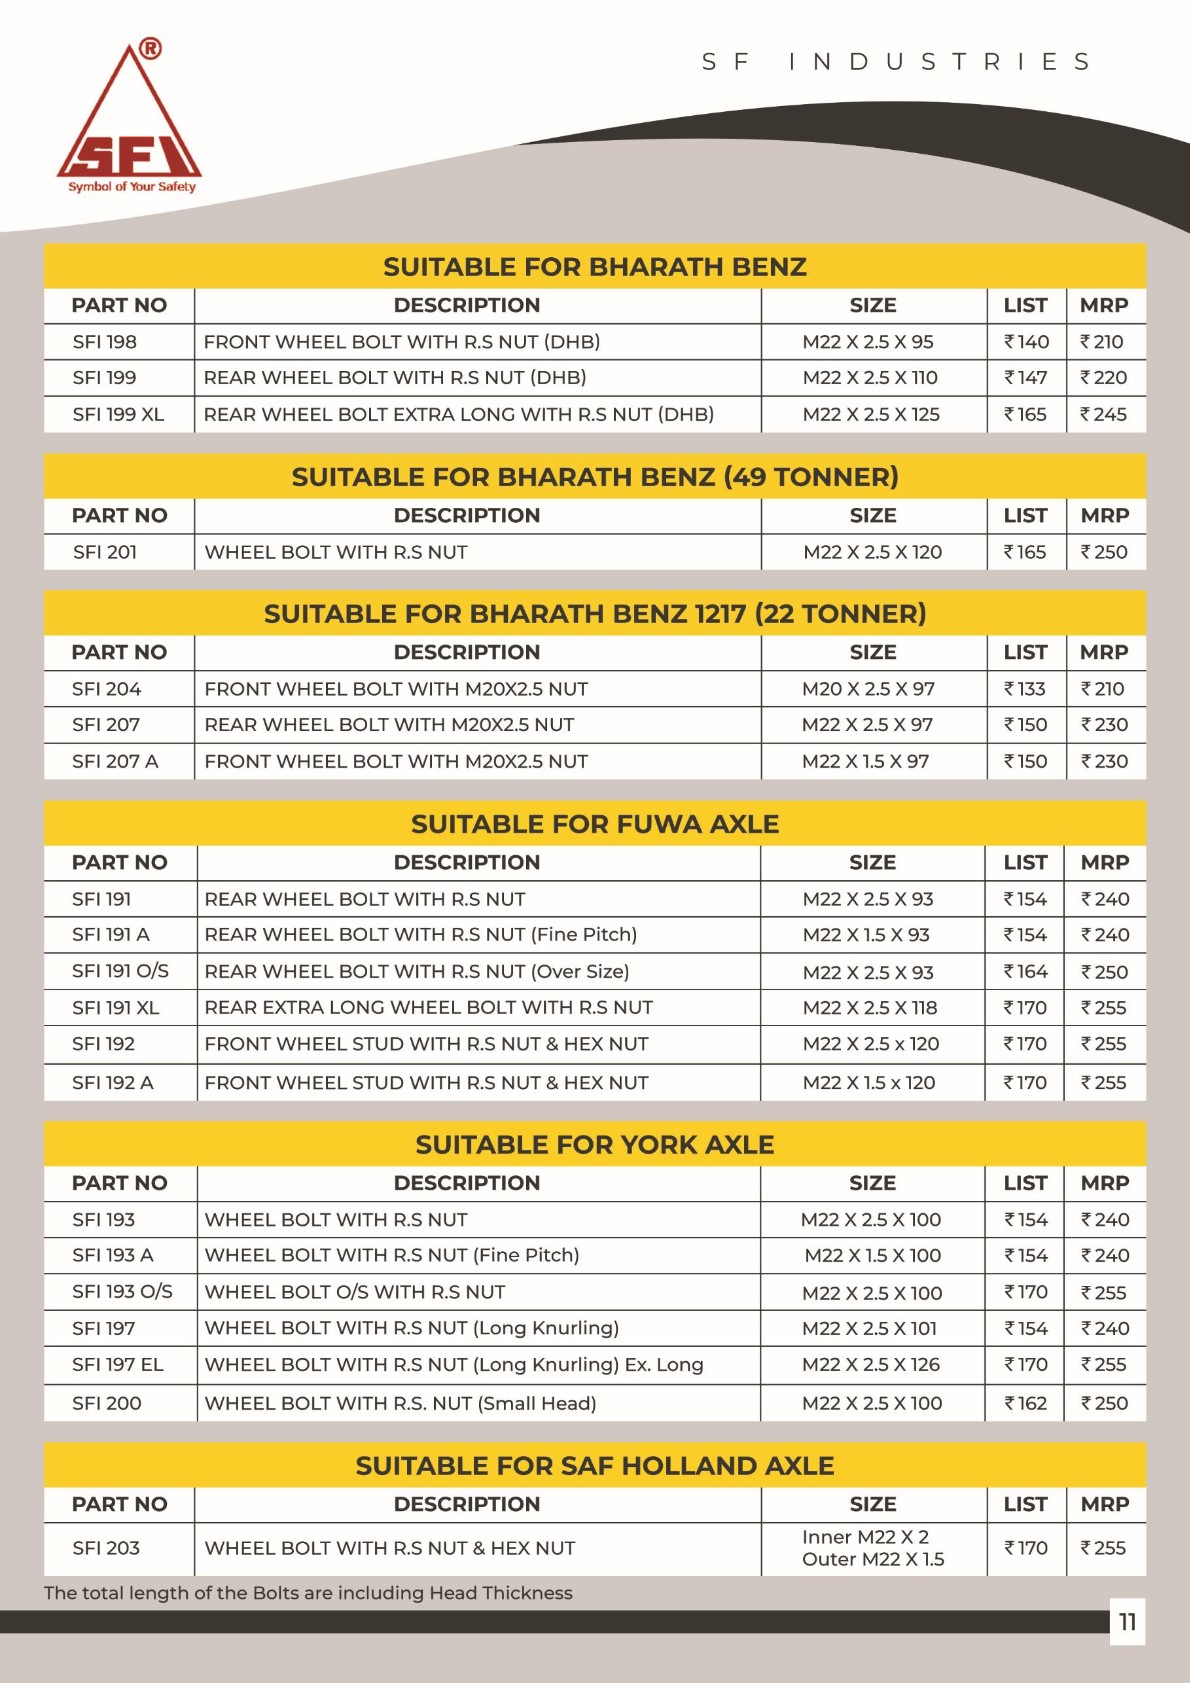 ®
SFI
Symbol of Your Safety
SF INDUSTRIES
SUITABLE FOR BHARATH BENZ
PART NO DESCRIPTION SIZE LIST MRP
SFI 198 FRONT WHEEL BOLT WITH R.S NUT (DHB) M22 X 2.5 X 95 ₹140 ₹210
SFI 199 REAR WHEEL BOLT WITH R.S NUT (DHB) M22 X 2.5 X 110 ₹147 ₹220
SFI 199 XL REAR WHEEL BOLT EXTRA LONG WITH R.S NUT (DHB) M22 X 2.5 X 125 ₹165 ₹245
SUITABLE FOR BHARATH BENZ (49 TONNER)
PART NO DESCRIPTION SIZE LIST MRP
SFI 201 WHEEL BOLT WITH R.S NUT M22 X 2.5 X 120 ₹165 ₹250
SUITABLE FOR BHARATH BENZ 1217 (22 TONNER)
PART NO DESCRIPTION SIZE LIST MRP
SFI 204 FRONT WHEEL BOLT WITH M20X2.5 NUT M20 X 2.5 X 97 ₹133 ₹210
SFI 207 REAR WHEEL BOLT WITH M20X2.5 NUT M22 X 2.5 X 97 ₹150 ₹230
SFI 207 A FRONT WHEEL BOLT WITH M20X2.5 NUT M22 X 1.5 X 97 ₹150 ₹230
SUITABLE FOR FUWA AXLE
PART NO DESCRIPTION SIZE LIST MRP
SFI 191 REAR WHEEL BOLT WITH R.S NUT M22 X 2.5 X 93 ₹154 ₹240
SFI 191 A REAR WHEEL BOLT WITH R.S NUT (Fine Pitch) M22 X 1.5 X 93 ₹154 ₹240
SFI 191 O/S REAR WHEEL BOLT WITH R.S NUT (Over Size) M22 X 2.5 X 93 ₹164 ₹250
SFI 191 XL REAR EXTRA LONG WHEEL BOLT WITH R.S NUT M22 X 2.5 X 118 ₹170 ₹255
SFI 192 FRONT WHEEL STUD WITH R.S NUT & HEX NUT M22 X 2.5 x 120 ₹170 ₹255
SFI 192 A FRONT WHEEL STUD WITH R.S NUT & HEX NUT M22 X 1.5 x 120 ₹170 ₹255
SUITABLE FOR YORK AXLE
PART NO DESCRIPTION SIZE LIST MRP
SFI 193 WHEEL BOLT WITH R.S NUT M22 X 2.5 X 100 ₹154 ₹240
SFI 193 A WHEEL BOLT WITH R.S NUT (Fine Pitch) M22 X 1.5 X 100 ₹154 ₹240
SFI 193 O/S WHEEL BOLT O/S WITH R.S NUT M22 X 2.5 X 100 ₹170 ₹255
SFI 197 WHEEL BOLT WITH R.S NUT (Long Knurling) M22 X 2.5 X 101 ₹154 ₹240
SFI 197 EL WHEEL BOLT WITH R.S NUT (Long Knurling) Ex. Long M22 X 2.5 X 126 ₹170 ₹255
SFI 200 WHEEL BOLT WITH R.S. NUT (Small Head) M22 X 2.5 X 100 ₹162 ₹250
SUITABLE FOR SAF HOLLAND AXLE
PART NO DESCRIPTION SIZE LIST MRP
SFI 203 WHEEL BOLT WITH R.S NUT & HEX NUT Inner M22 X 2 ₹170 ₹255
Outer M22 X 1.5
The total length of the Bolts are including Head Thickness
11